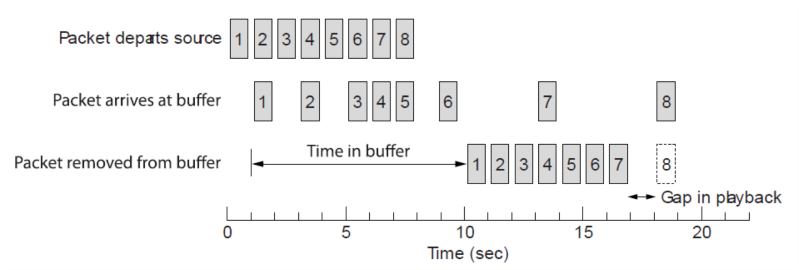 Packet departs source 1 2 3 4 5 6 7 8
Packet arrives at buffer 1 2 3 4 5 6 7 8
Time in buffer
Packet removed from buffer 1 2 3 4 5 6 7 8
Gap in playback
0 5 10 15 20
Time (sec)